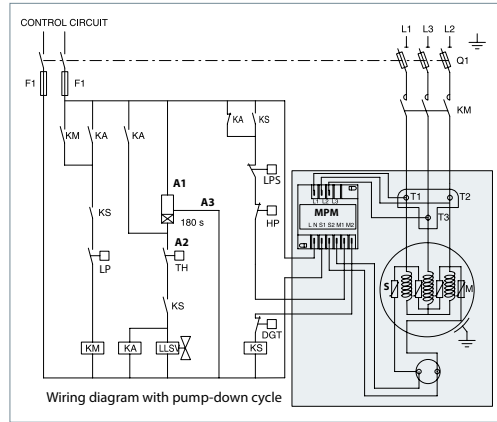 CONTROL CIRCUIT
L1 L3 L2
F1 F1
Q1
KM KA KA
KA KS
KM
A1
A3
180 s
LPS
HP
L1 L2 L3
MPM
L N S1 S2 M1 M2
T1 T2
T3
KS
A2
TH
LP
KS
S M
DGT
KM KA LLSV KS
Wiring diagram with pump-down cycle